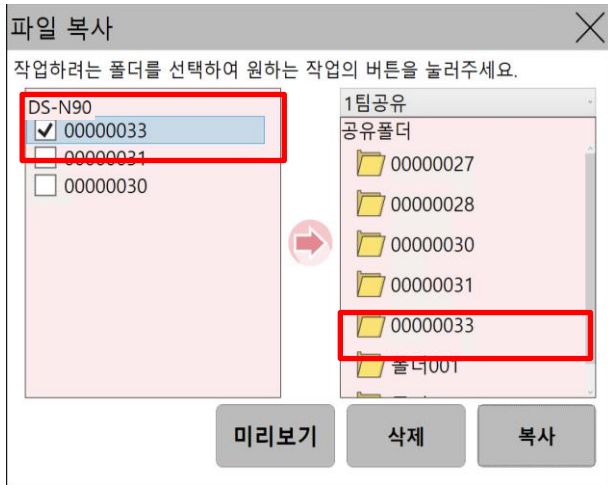 파일 복사
작업하려는 폴더를 선택하여 원하는 작업의 버튼을 눌러주세요.
DS-N90
00000033
00000031
00000030
1팀공유
공유폴더
00000027
00000028
00000030
00000031
00000033
폴더001
미리보기
삭제
복사